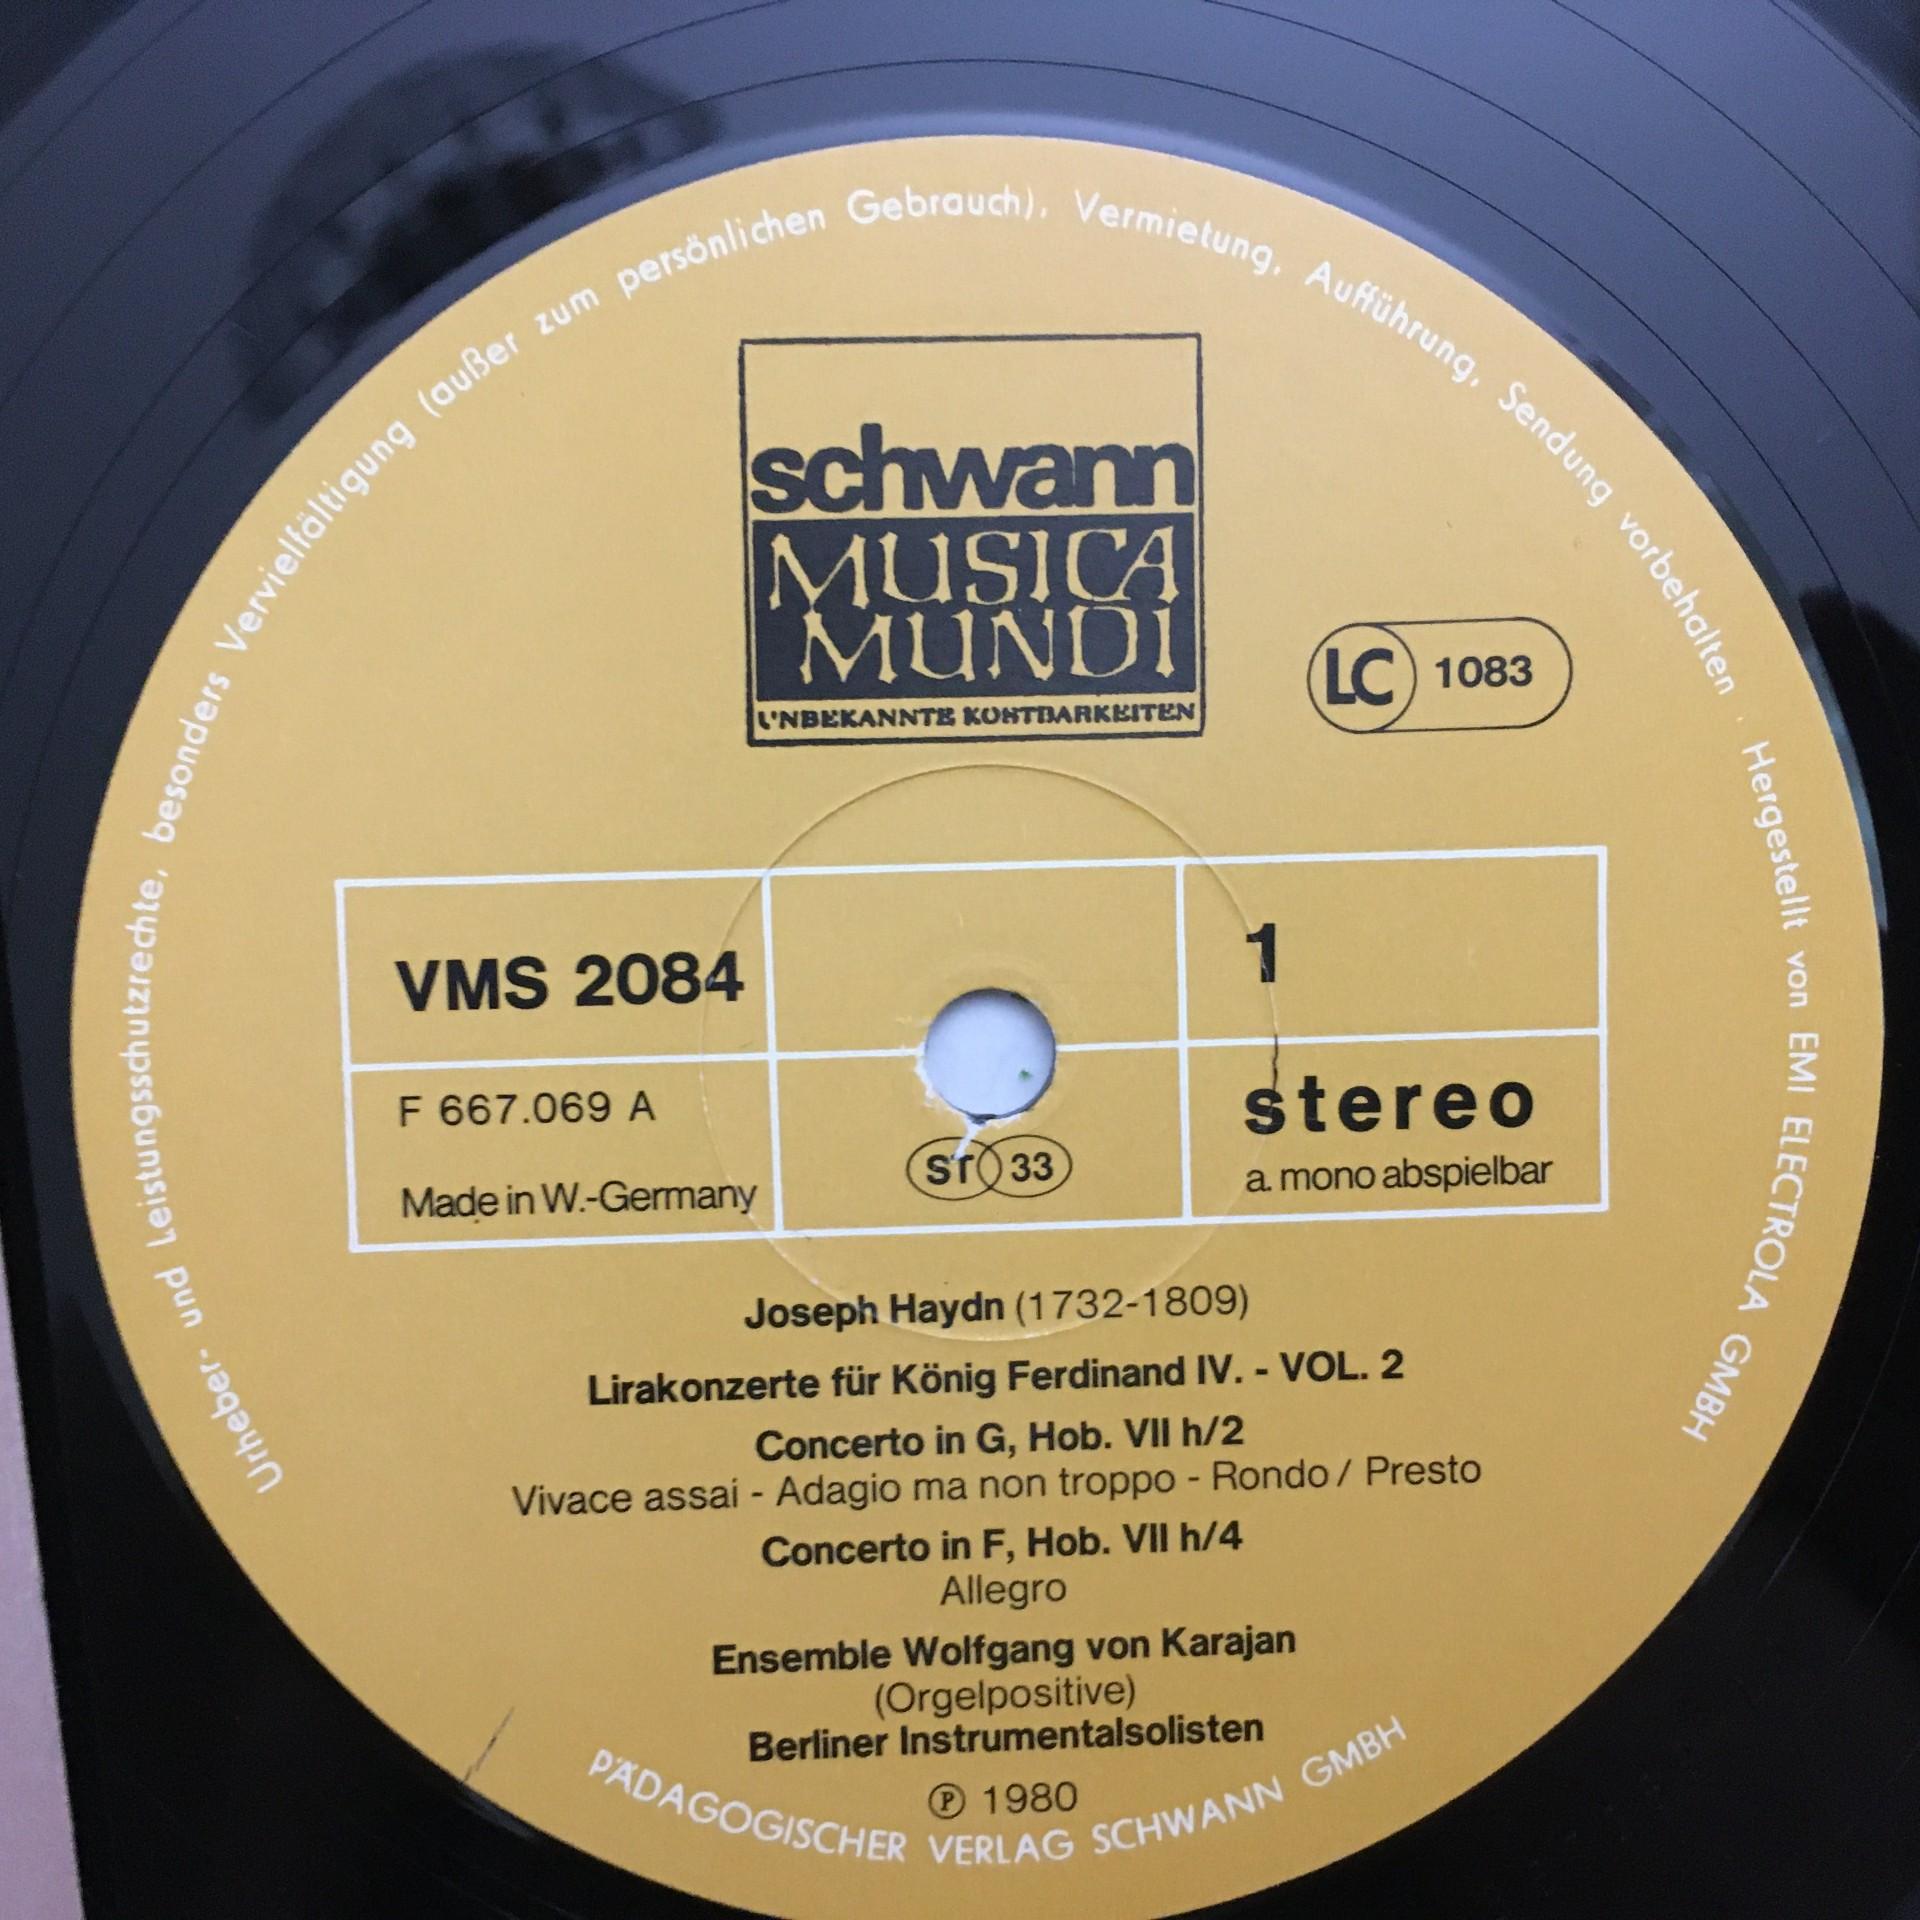 Urheber- und Leistungsschutzrechte, besonders Vervielfältigung (außer zum persönlichen Gebrauch), Vermietung, Aufführung, Sendung vorbehalten · Hergestellt von EMI ELECTROLA GMBH
schwann
MUSICA
MUNDI
UNBEKANNTE KOSTBARKEITEN
LC 1083
VMS 2084
1
F 667.069 A
stereo
Made in W.-Germany
ST 33
a. mono abspielbar
Joseph Haydn (1732-1809)
Lirakonzerte für König Ferdinand IV. - VOL. 2
Concerto in G, Hob. VII h/2
Vivace assai - Adagio ma non troppo - Rondo / Presto
Concerto in F, Hob. VII h/4
Allegro
Ensemble Wolfgang von Karajan
(Orgelpositive)
Berliner Instrumentalsolisten
℗ 1980
PÄDAGOGISCHER VERLAG SCHWANN GMBH